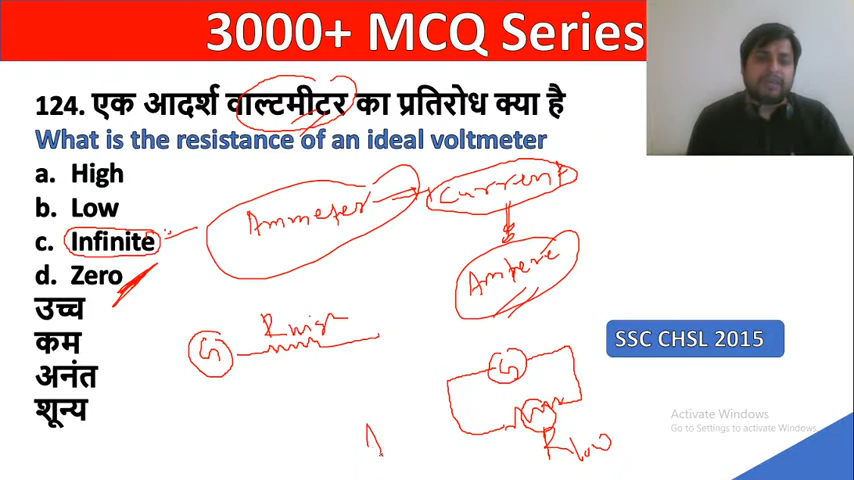 3000+ MCQ Series
124. एक आदर्श वाल्टमीटर का प्रतिरोध क्या है
What is the resistance of an ideal voltmeter
a. High
b. Low
c. Infinite
d. Zero
उच्च
कम
अनंत
शून्य
Ammeter
Current
Ampere
G
R high
G
R low
SSC CHSL 2015
Activate Windows
Go to Settings to activate Windows.